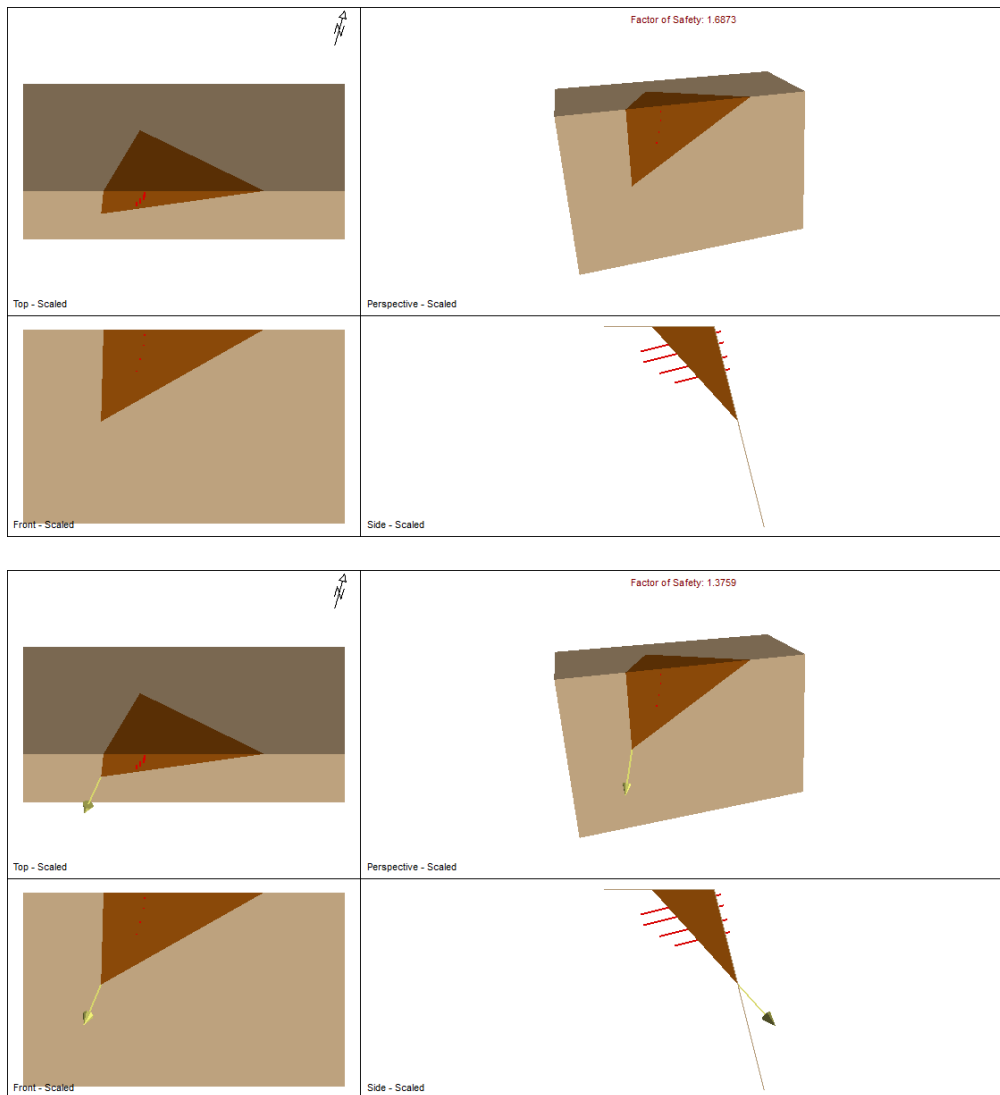 N
Factor of Safety: 1.6873
Top - Scaled
Perspective - Scaled
Front - Scaled
Side - Scaled
N
Factor of Safety: 1.3759
Top - Scaled
Perspective - Scaled
Front - Scaled
Side - Scaled